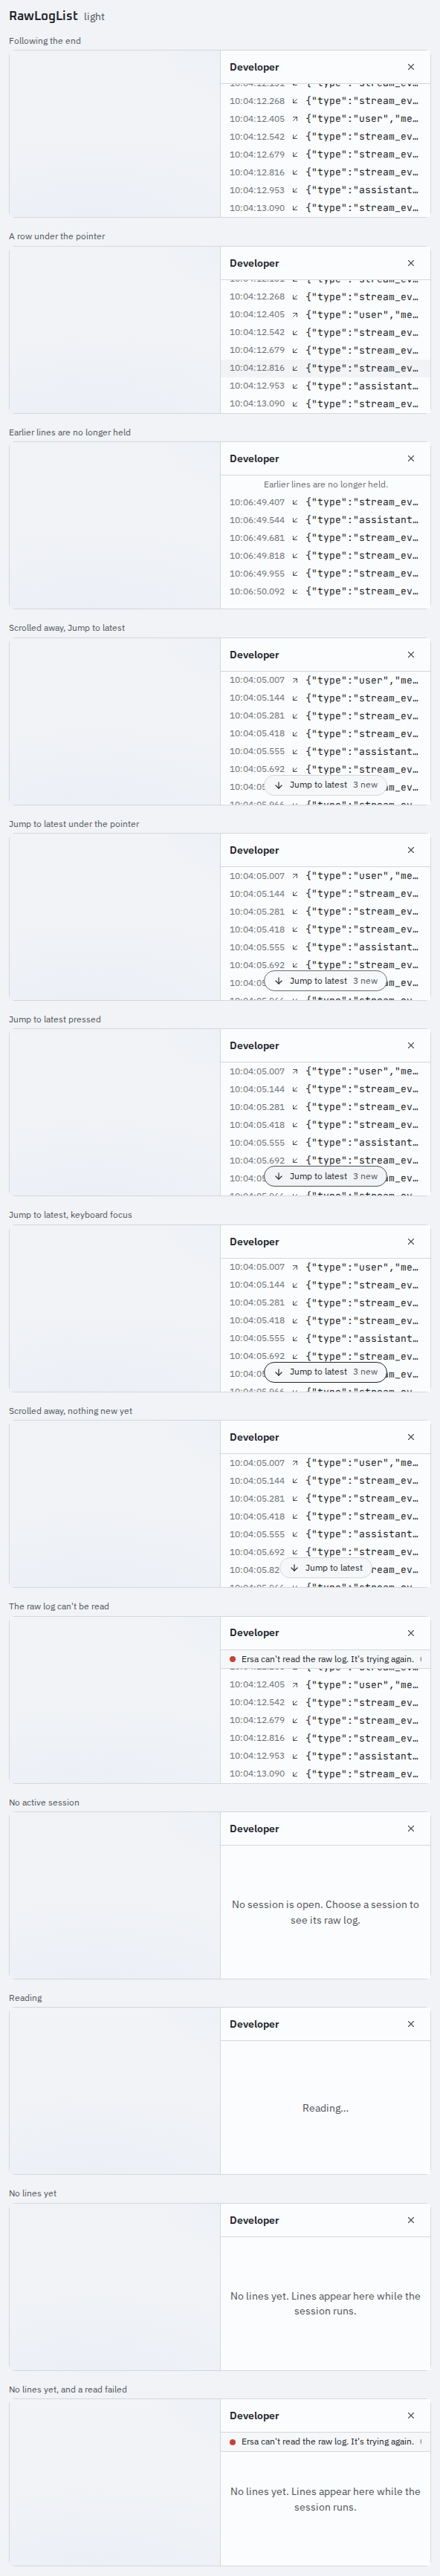 RawLogList light
Following the end
Developer
10:04:12.268 {"type":"stream_ev…
10:04:12.405 {"type":"user","me…
10:04:12.542 {"type":"stream_ev…
10:04:12.679 {"type":"stream_ev…
10:04:12.816 {"type":"stream_ev…
10:04:12.953 {"type":"assistant…
10:04:13.090 {"type":"stream_ev…
A row under the pointer
Developer
10:04:12.268 {"type":"stream_ev…
10:04:12.405 {"type":"user","me…
10:04:12.542 {"type":"stream_ev…
10:04:12.679 {"type":"stream_ev…
10:04:12.816 {"type":"stream_ev…
10:04:12.953 {"type":"assistant…
10:04:13.090 {"type":"stream_ev…
Earlier lines are no longer held
Developer
Earlier lines are no longer held.
10:06:49.407 {"type":"stream_ev…
10:06:49.544 {"type":"assistant…
10:06:49.681 {"type":"stream_ev…
10:06:49.818 {"type":"stream_ev…
10:06:49.955 {"type":"stream_ev…
10:06:50.092 {"type":"stream_ev…
Scrolled away, Jump to latest
Developer
10:04:05.007 {"type":"user","me…
10:04:05.144 {"type":"stream_ev…
10:04:05.281 {"type":"stream_ev…
10:04:05.418 {"type":"stream_ev…
10:04:05.555 {"type":"assistant…
10:04:05.692 {"type":"stream_ev…
Jump to latest 3 new
Jump to latest under the pointer
Developer
10:04:05.007 {"type":"user","me…
10:04:05.144 {"type":"stream_ev…
10:04:05.281 {"type":"stream_ev…
10:04:05.418 {"type":"stream_ev…
10:04:05.555 {"type":"assistant…
10:04:05.692 {"type":"stream_ev…
Jump to latest 3 new
Jump to latest pressed
Developer
10:04:05.007 {"type":"user","me…
10:04:05.144 {"type":"stream_ev…
10:04:05.281 {"type":"stream_ev…
10:04:05.418 {"type":"stream_ev…
10:04:05.555 {"type":"assistant…
10:04:05.692 {"type":"stream_ev…
Jump to latest 3 new
Jump to latest, keyboard focus
Developer
10:04:05.007 {"type":"user","me…
10:04:05.144 {"type":"stream_ev…
10:04:05.281 {"type":"stream_ev…
10:04:05.418 {"type":"stream_ev…
10:04:05.555 {"type":"assistant…
10:04:05.692 {"type":"stream_ev…
Jump to latest 3 new
Scrolled away, nothing new yet
Developer
10:04:05.007 {"type":"user","me…
10:04:05.144 {"type":"stream_ev…
10:04:05.281 {"type":"stream_ev…
10:04:05.418 {"type":"stream_ev…
10:04:05.555 {"type":"assistant…
10:04:05.692 {"type":"stream_ev…
Jump to latest
The raw log can't be read
Developer
Ersa can't read the raw log. It's trying again.
10:04:12.405 {"type":"user","me…
10:04:12.542 {"type":"stream_ev…
10:04:12.679 {"type":"stream_ev…
10:04:12.816 {"type":"stream_ev…
10:04:12.953 {"type":"assistant…
10:04:13.090 {"type":"stream_ev…
No active session
Developer
No session is open. Choose a session to
see its raw log.
Reading
Developer
Reading…
No lines yet
Developer
No lines yet. Lines appear here while the
session runs.
No lines yet, and a read failed
Developer
Ersa can't read the raw log. It's trying again.
No lines yet. Lines appear here while the
session runs.